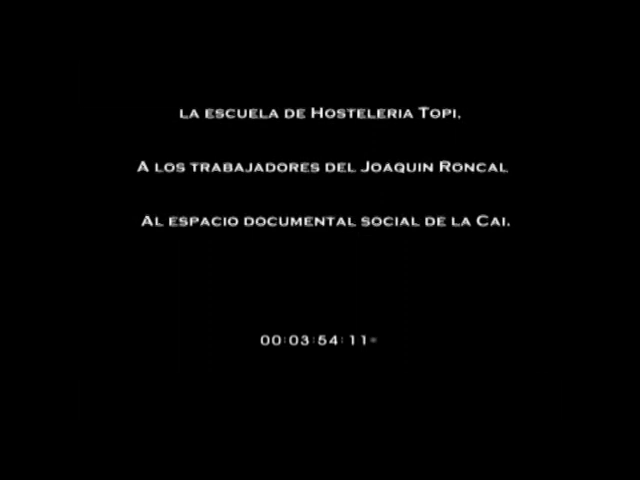 LA ESCUELA DE HOSTELERIA TOPI,
A LOS TRABAJADORES DEL JOAQUIN RONCAL
AL ESPACIO DOCUMENTAL SOCIAL DE LA CAI.
00:03:54:11